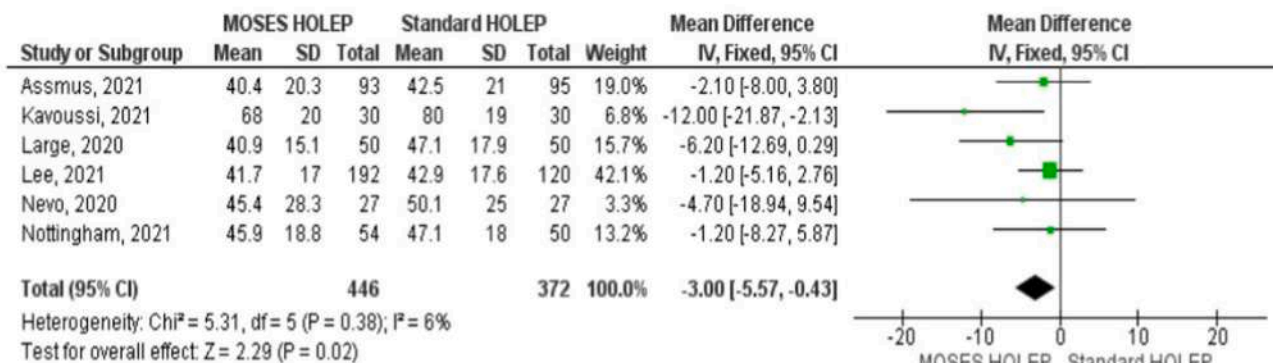 MOSES HOLEP Standard HOLEP Mean Difference Mean Difference
Study or Subgroup Mean SD Total Mean SD Total Weight IV, Fixed, 95% CI IV, Fixed, 95% CI
Assmus, 2021 40.4 20.3 93 42.5 21 95 19.0% -2.10 [-8.00, 3.80]
Kavoussi, 2021 68 20 30 80 19 30 6.8% -12.00 [-21.87, -2.13]
Large, 2020 40.9 15.1 50 47.1 17.9 50 15.7% -6.20 [-12.69, 0.29]
Lee, 2021 41.7 17 192 42.9 17.6 120 42.1% -1.20 [-5.16, 2.76]
Nevo, 2020 45.4 28.3 27 50.1 25 27 3.3% -4.70 [-18.94, 9.54]
Nottingham, 2021 45.9 18.8 54 47.1 18 50 13.2% -1.20 [-8.27, 5.87]
Total (95% CI) 446 372 100.0% -3.00 [-5.57, -0.43]
Heterogeneity: Chi² = 5.31, df = 5 (P = 0.38); I² = 6%
Test for overall effect: Z = 2.29 (P = 0.02)
-20 -10 0 10 20
MOSES HOLEP Standard HOLEP